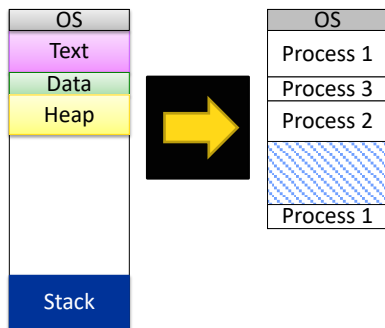 OS
Text
Data
Heap
Stack
OS
Process 1
Process 3
Process 2
Process 1